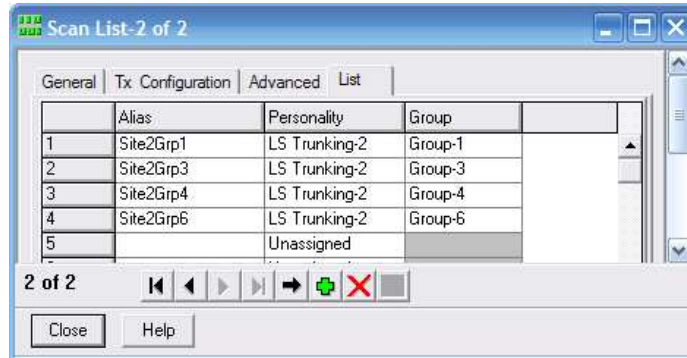 Scan List-2 of 2
General Tx Configuration Advanced List
Alias Personality Group
1 Site2Grp1 LS Trunking-2 Group-1
2 Site2Grp3 LS Trunking-2 Group-3
3 Site2Grp4 LS Trunking-2 Group-4
4 Site2Grp6 LS Trunking-2 Group-6
5 Unassigned
2 of 2
Close Help